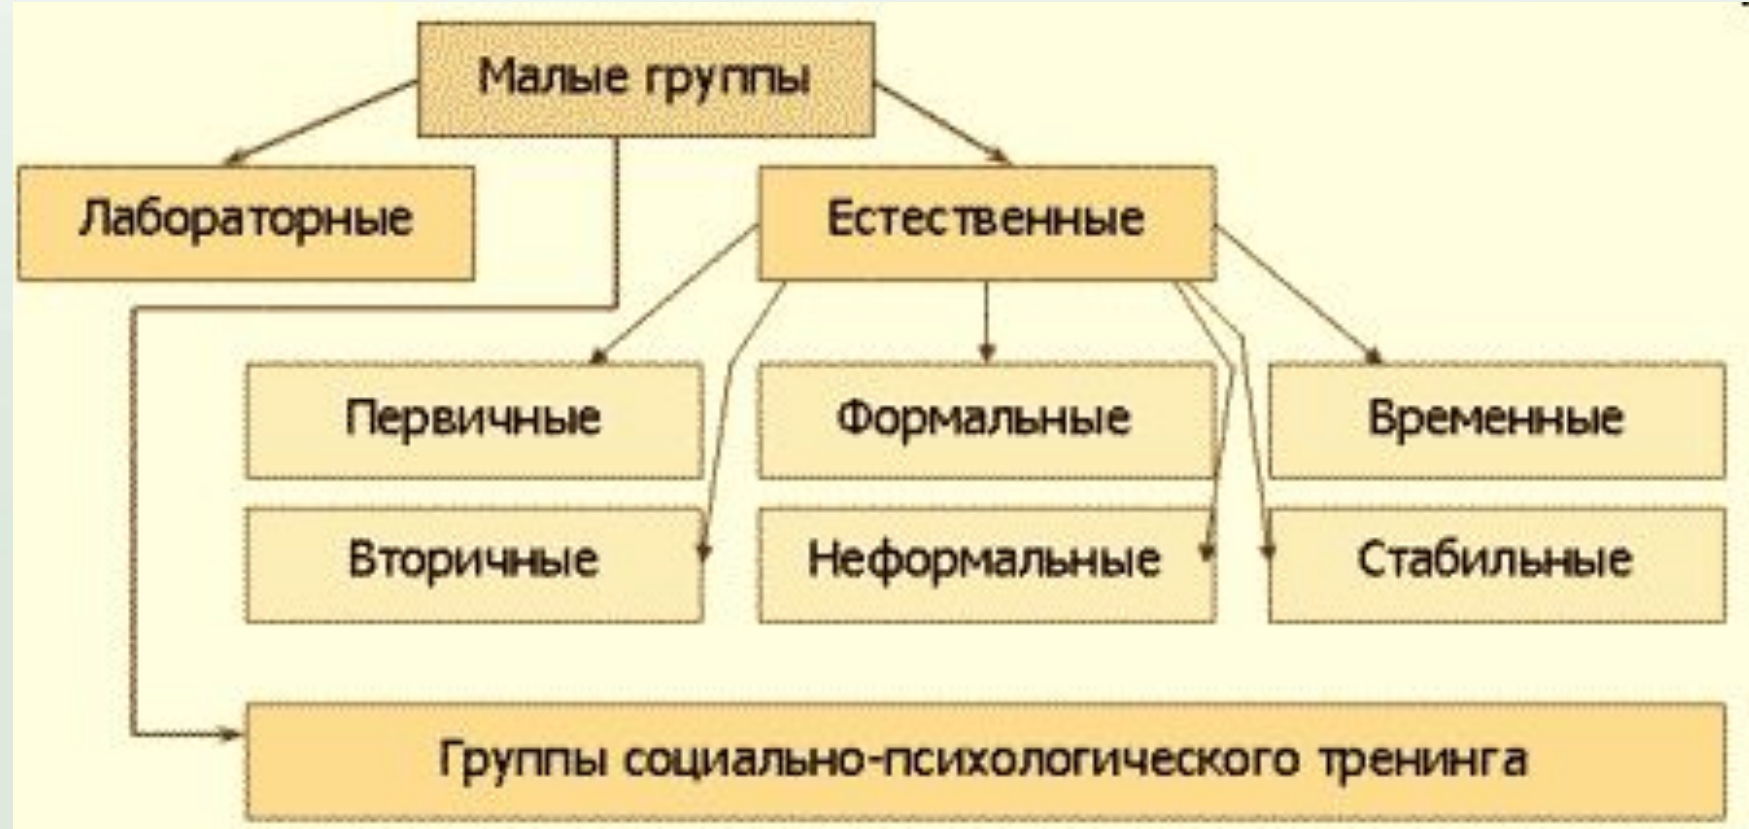 Малые группы
Лабораторные
Естественные
Первичные
Формальные
Временные
Вторичные
Неформальные
Стабильные
Группы социально-психологического тренинга